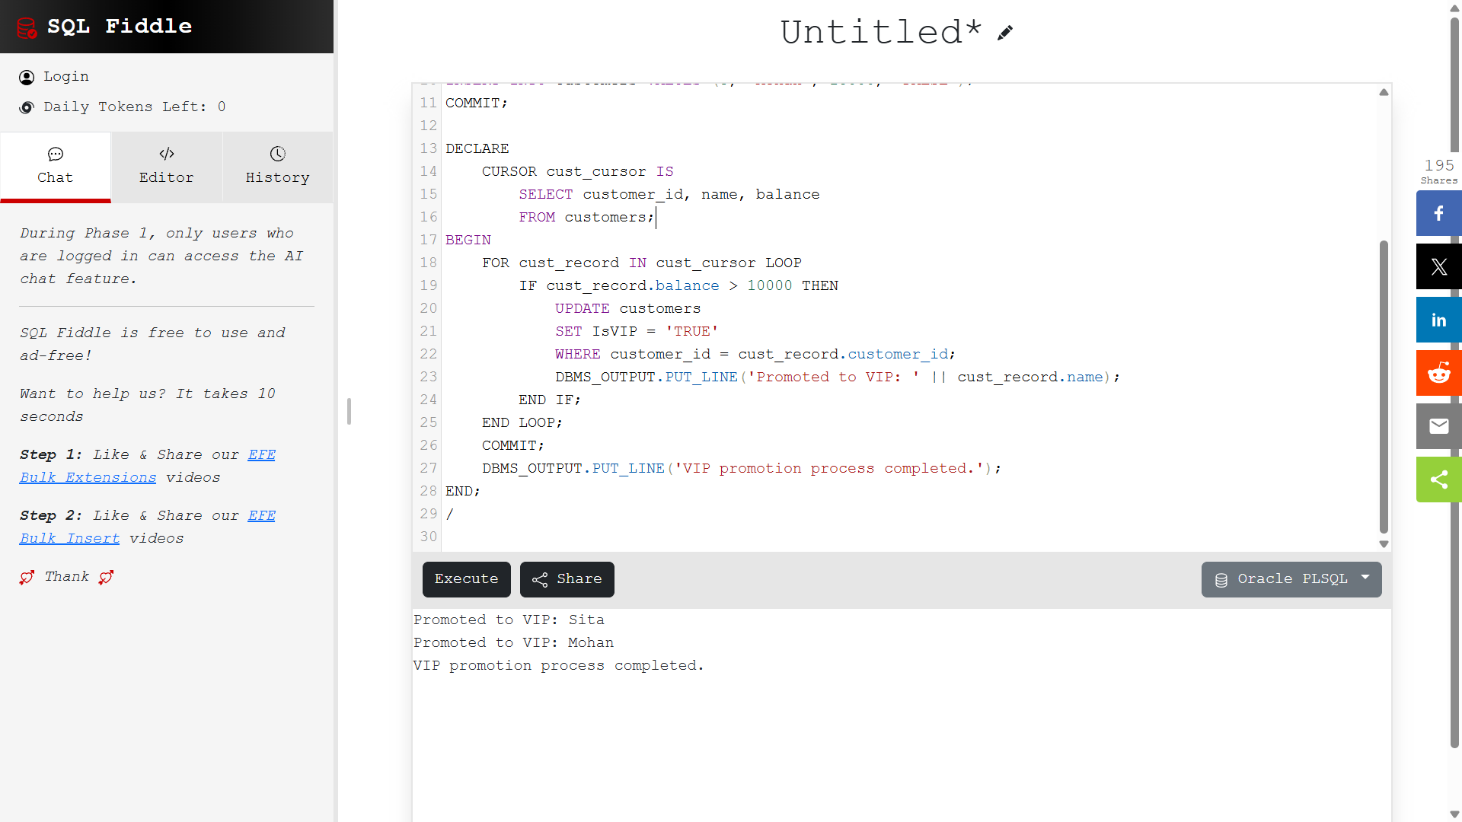 SQL Fiddle
Login
Daily Tokens Left: 0
Chat
Editor
History
During Phase 1, only users who
are logged in can access the AI
chat feature.
SQL Fiddle is free to use and
ad-free!
Want to help us? It takes 10
seconds
Step 1: Like & Share our EFE
Bulk Extensions videos
Step 2: Like & Share our EFE
Bulk Insert videos
Thank
Untitled*
11 COMMIT;
12
13 DECLARE
14     CURSOR cust_cursor IS
15         SELECT customer_id, name, balance
16         FROM customers;
17 BEGIN
18     FOR cust_record IN cust_cursor LOOP
19         IF cust_record.balance > 10000 THEN
20             UPDATE customers
21             SET IsVIP = 'TRUE'
22             WHERE customer_id = cust_record.customer_id;
23             DBMS_OUTPUT.PUT_LINE('Promoted to VIP: ' || cust_record.name);
24         END IF;
25     END LOOP;
26     COMMIT;
27     DBMS_OUTPUT.PUT_LINE('VIP promotion process completed.');
28 END;
29 /
30
Execute
Share
Oracle PLSQL
Promoted to VIP: Sita
Promoted to VIP: Mohan
VIP promotion process completed.
195
Shares